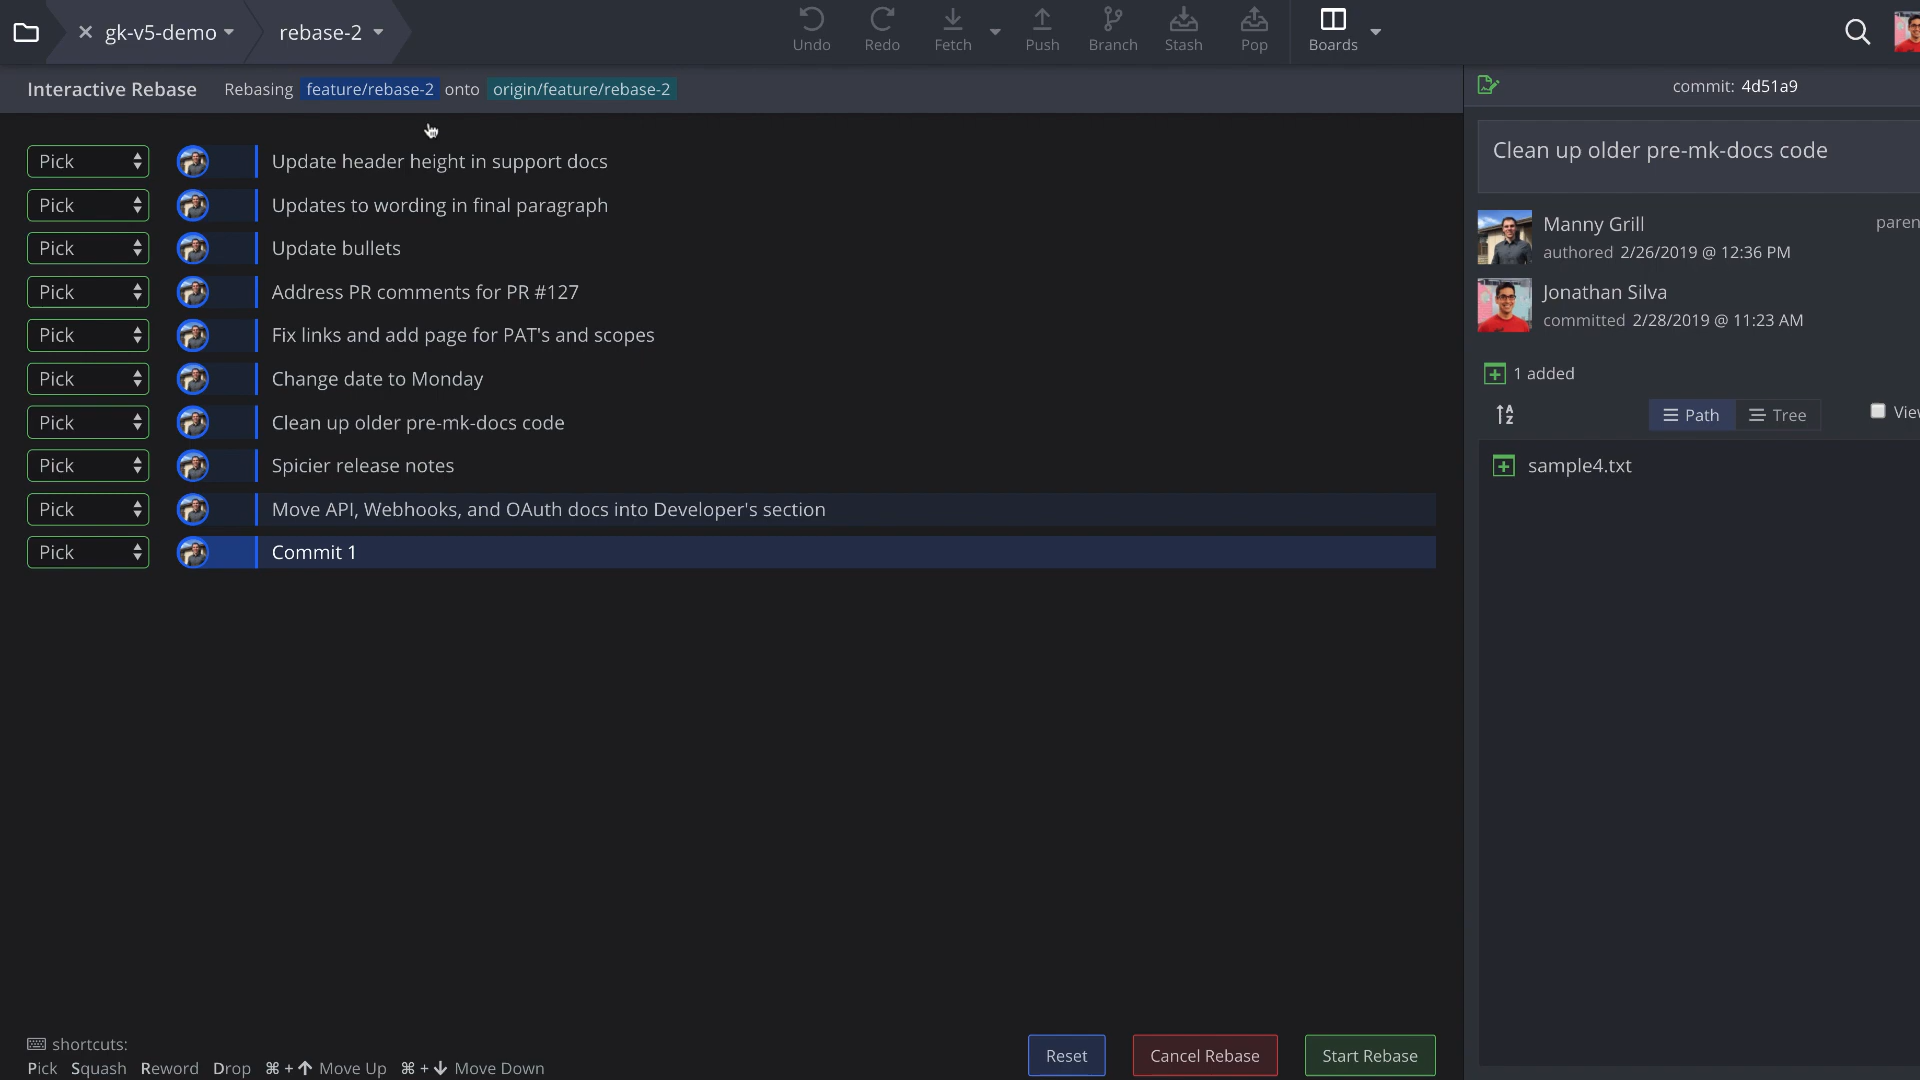 gk-v5-demo rebase-2 Undo Redo Fetch Push Branch Stash Pop Boards
Interactive Rebase Rebasing feature/rebase-2 onto origin/feature/rebase-2
Pick Update header height in support docs
Pick Updates to wording in final paragraph
Pick Update bullets
Pick Address PR comments for PR #127
Pick Fix links and add page for PAT's and scopes
Pick Change date to Monday
Pick Clean up older pre-mk-docs code
Pick Spicier release notes
Pick Move API, Webhooks, and OAuth docs into Developer's section
Pick Commit 1
shortcuts:
Pick Squash Reword Drop ⌘ + ↑ Move Up ⌘ + ↓ Move Down
Reset Cancel Rebase Start Rebase
commit: 4d51a9
Clean up older pre-mk-docs code
Manny Grill paren
authored 2/26/2019 @ 12:36 PM
Jonathan Silva
committed 2/28/2019 @ 11:23 AM
1 added
Path Tree Vie
sample4.txt